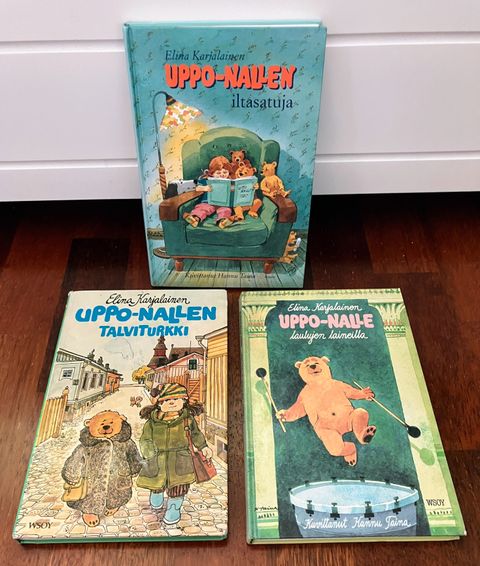 Elina Karjalainen
UPPO-NALLEN
iltasatuja
Kuvittanut Hannu Taina
Elina Karjalainen
UPPO-NALLEN
TALVITURKKI
WSOY
Elina Karjalainen
UPPO-NALLE
laulujen laineilla
WSOY
Kuvittanut Hannu Taina